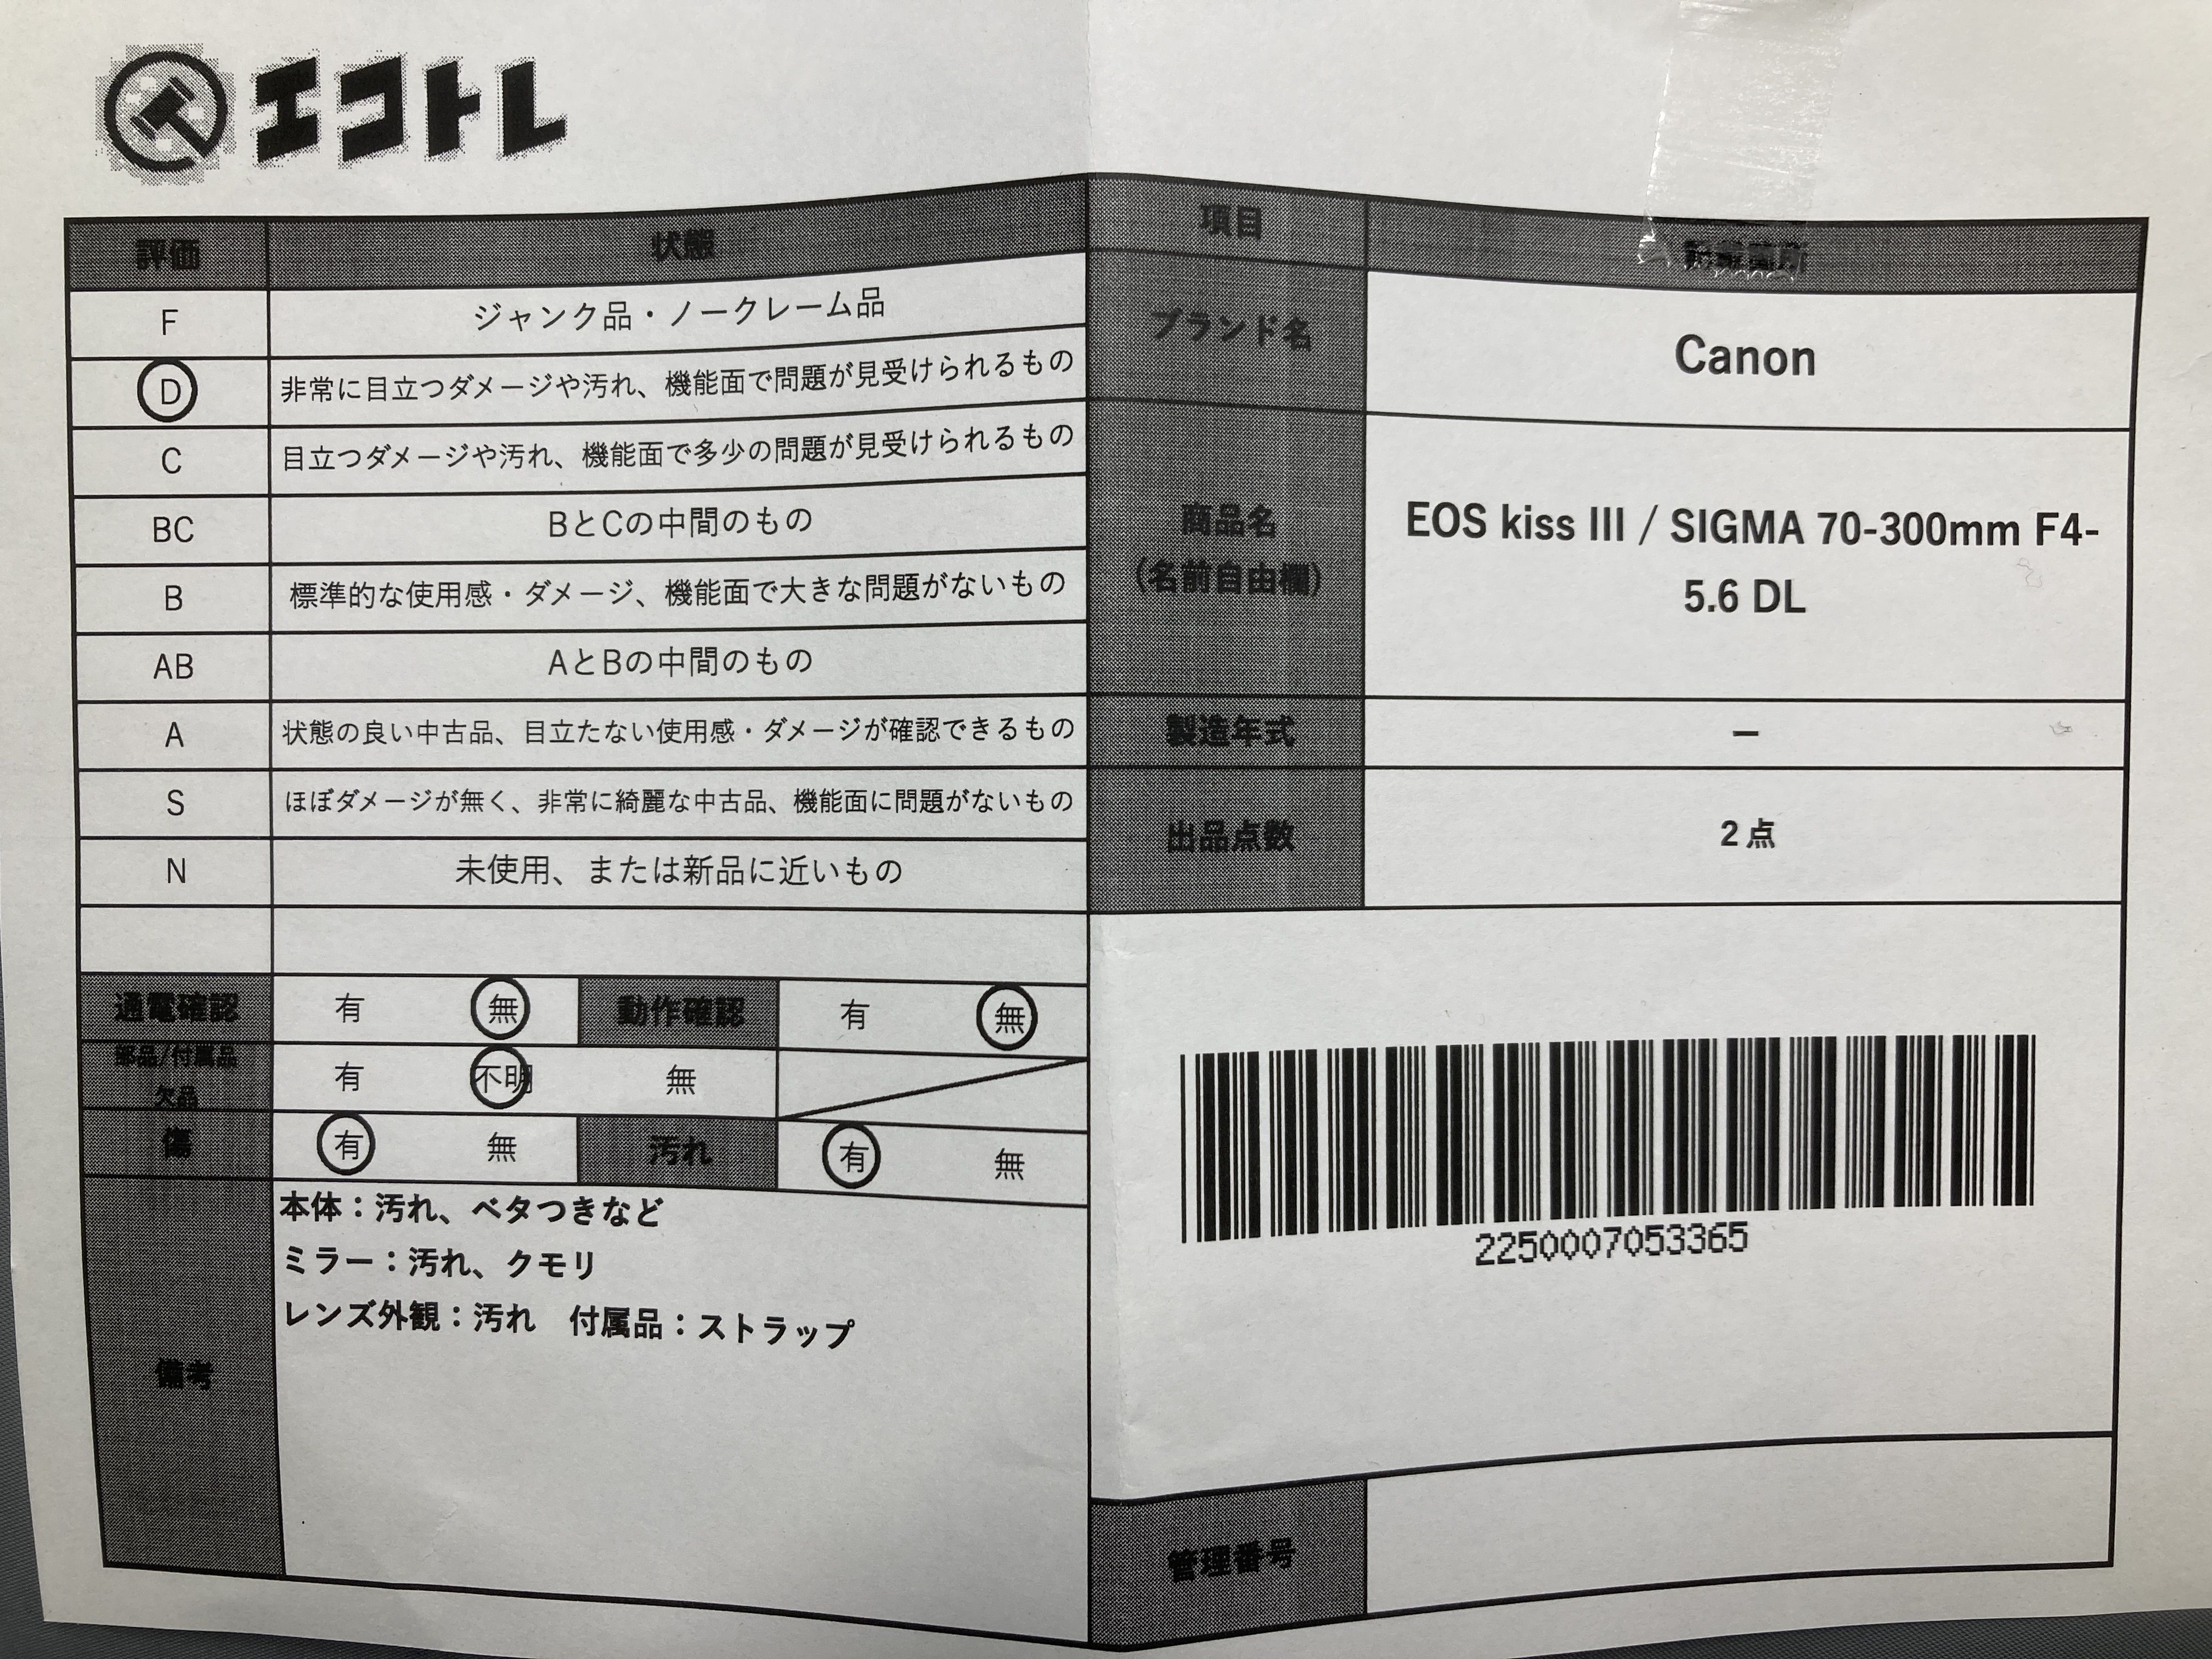 エコトレ
評価 状態
F ジャンク品・ノークレーム品
D 非常に目立つダメージや汚れ、機能面で問題が見受けられるもの
C 目立つダメージや汚れ、機能面で多少の問題が見受けられるもの
BC BとCの中間のもの
B 標準的な使用感・ダメージ、機能面で大きな問題がないもの
AB AとBの中間のもの
A 状態の良い中古品、目立たない使用感・ダメージが確認できるもの
S ほぼダメージが無く、非常に綺麗な中古品、機能面に問題がないもの
N 未使用、または新品に近いもの
通電確認 有 無 動作確認 有 無
部品/付属品
欠品
有 不明 無
傷 有 無 汚れ 有 無
備考
本体：汚れ、ベタつきなど
ミラー：汚れ、クモリ
レンズ外観：汚れ 付属品：ストラップ
項目
ブランド名 Canon
商品名
(名前自由欄)
EOS kiss III / SIGMA 70-300mm F4-
5.6 DL
製造年式 –
出品点数 2点
2250007053365
管理番号